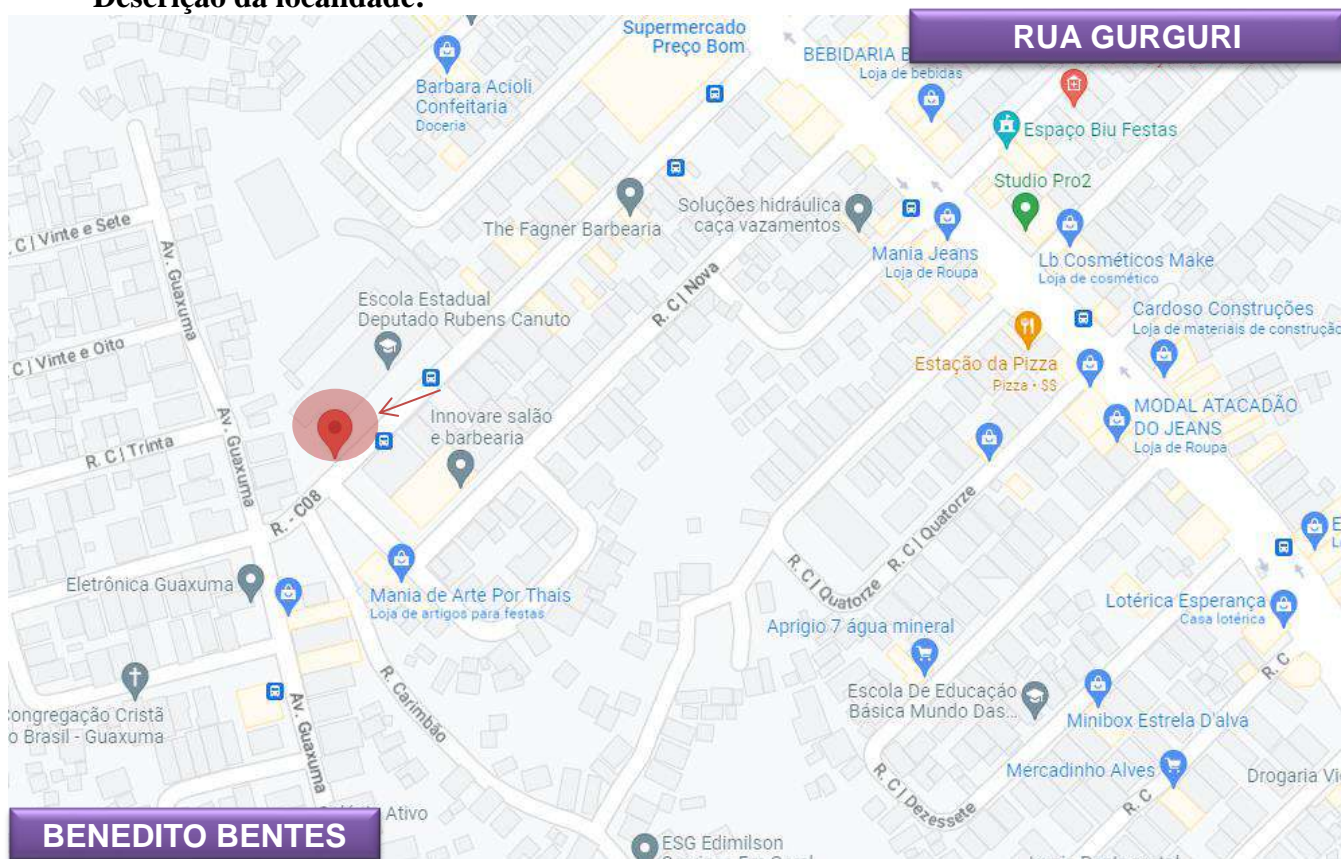 Descrição da localidade:
RUA GURGURI
Supermercado
Preço Bom
BEBIDARIA B
Loja de bebidas
Barbara Acioli
Confeitaria
Doceria
Espaço Biu Festas
Studio Pro2
The Fagner Barbearia
Soluções hidráulica
caça vazamentos
Mania Jeans
Loja de Roupa
Lb Cosméticos Make
Loja de cosmético
. C | Vinte e Sete
Av. Guaxuma
R. C | Nova
Escola Estadual
Deputado Rubens Canuto
Cardoso Construções
Loja de materiais de construção
C | Vinte e Oito
Estação da Pizza
Pizza · $$
MODAL ATACADÃO
DO JEANS
Loja de Roupa
Innovare salão
e barbearia
R. C | Trinta
Av. Guaxuma
R. - C08
R. C | Quatorze
R. C | Quatorze
Eletrônica Guaxuma
Mania de Arte Por Thais
Loja de artigos para festas
Lotérica Esperança
Casa lotérica
Aprigio 7 água mineral
R. C
R. Carimbão
Escola De Educação
Básica Mundo Das...
Minibox Estrela D'alva
Congregação Cristã
o Brasil - Guaxuma
Av. Guaxuma
Mercadinho Alves
Drogaria Vi
R. C | Dezessete
R. C
Ativo
BENEDITO BENTES
ESG Edimilson